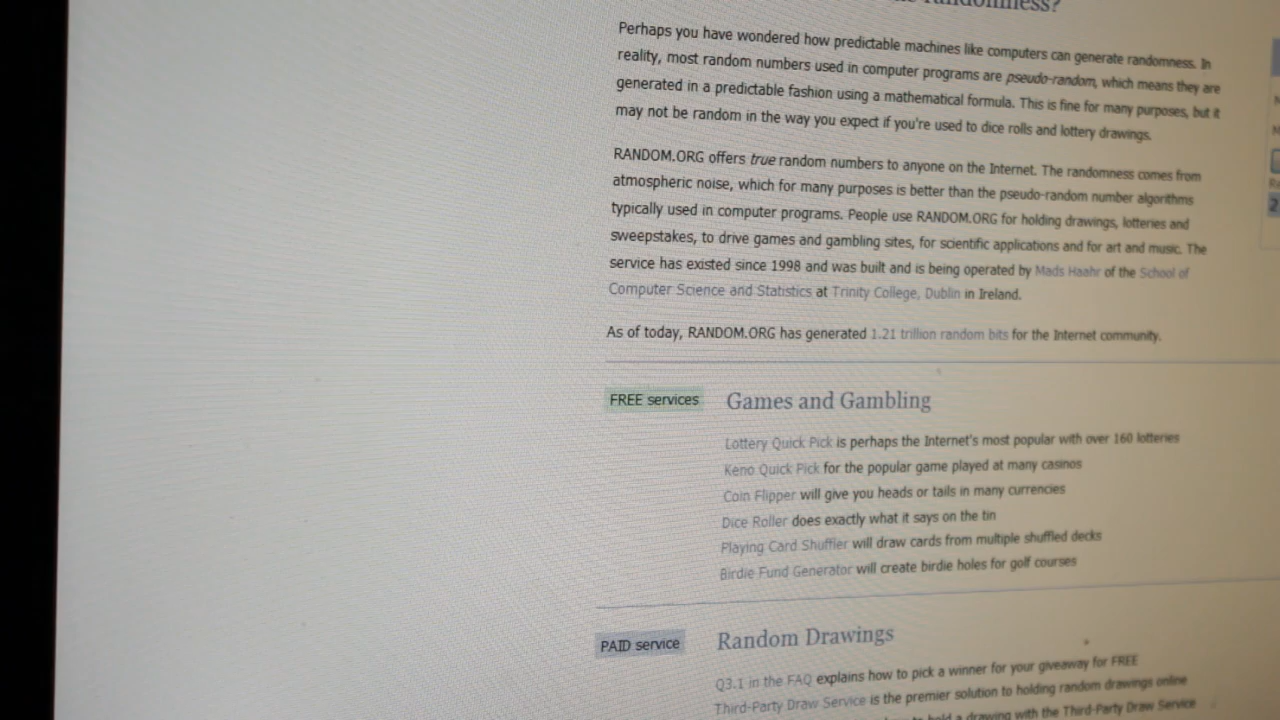 randomness?
Perhaps you have wondered how predictable machines like computers can generate randomness. In
reality, most random numbers used in computer programs are pseudo-random, which means they are
generated in a predictable fashion using a mathematical formula. This is fine for many purposes, but it
may not be random in the way you expect if you're used to dice rolls and lottery drawings.
RANDOM.ORG offers true random numbers to anyone on the Internet. The randomness comes from
atmospheric noise, which for many purposes is better than the pseudo-random number algorithms
typically used in computer programs. People use RANDOM.ORG for holding drawings, lotteries and
sweepstakes, to drive games and gambling sites, for scientific applications and for art and music. The
service has existed since 1998 and was built and is being operated by Mads Haahr of the School of
Computer Science and Statistics at Trinity College, Dublin in Ireland.
As of today, RANDOM.ORG has generated 1.21 trillion random bits for the Internet community.
FREE services
Games and Gambling
Lottery Quick Pick is perhaps the Internet's most popular with over 160 lotteries
Keno Quick Pick for the popular game played at many casinos
Coin Flipper will give you heads or tails in many currencies
Dice Roller does exactly what it says on the tin
Playing Card Shuffler will draw cards from multiple shuffled decks
Birdie Fund Generator will create birdie holes for golf courses
PAID service
Random Drawings
Q3.1 in the FAQ explains how to pick a winner for your giveaway for FREE
Third-Party Draw Service is the premier solution to holding random drawings online
to hold a drawing with the Third-Party Draw Service